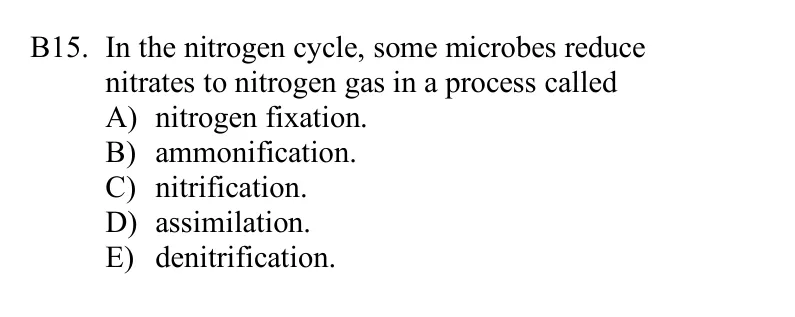 B15. In the nitrogen cycle, some microbes reduce
nitrates to nitrogen gas in a process called
A) nitrogen fixation.
B) ammonification.
C) nitrification.
D) assimilation.
E) denitrification.